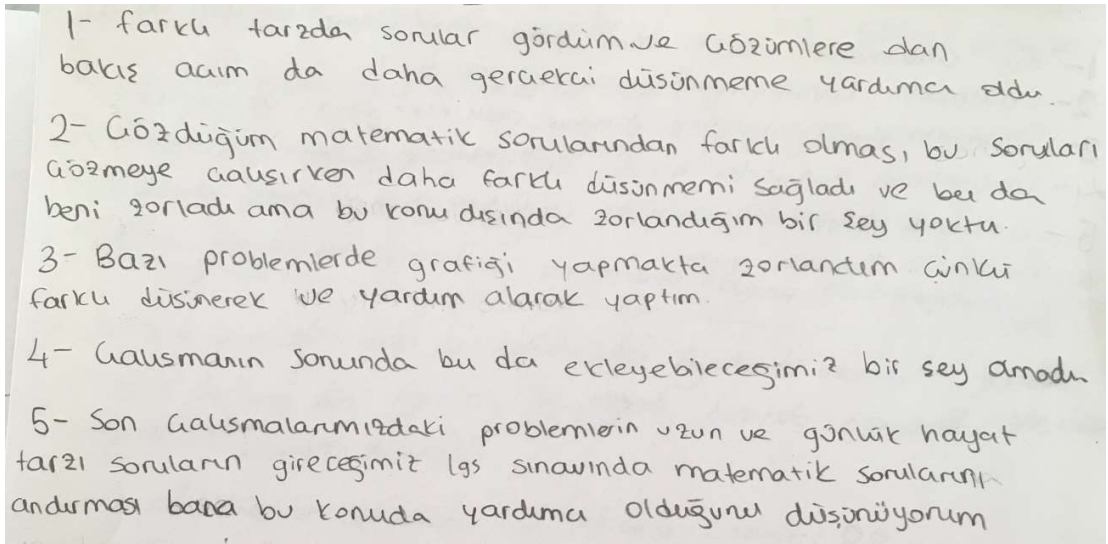 1- farklı tarzda sorular gördüm ve çözümlere olan
bakış açım da daha gerçekçi düşünmeme yardımcı oldu.
2- Çözdüğüm matematik sorularından farklı olması, bu soruları
çözmeye çalışırken daha farklı düşünmemi sağladı ve bu da
beni zorladı ama bu konu dışında zorlandığım bir şey yoktu.
3- Bazı problemlerde grafiği yapmakta zorlandım çünkü
farklı düşünerek ve yardım alarak yaptım.
4- Çalışmanın sonunda bu da ekleyebileceğimiz bir şey olmadı
5- Son çalışmalarımızdaki problemlerin uzun ve günlük hayat
tarzı soruların gireceğimiz lgs sınavında matematik sorularını
andırması bana bu konuda yardımcı olduğunu düşünüyorum